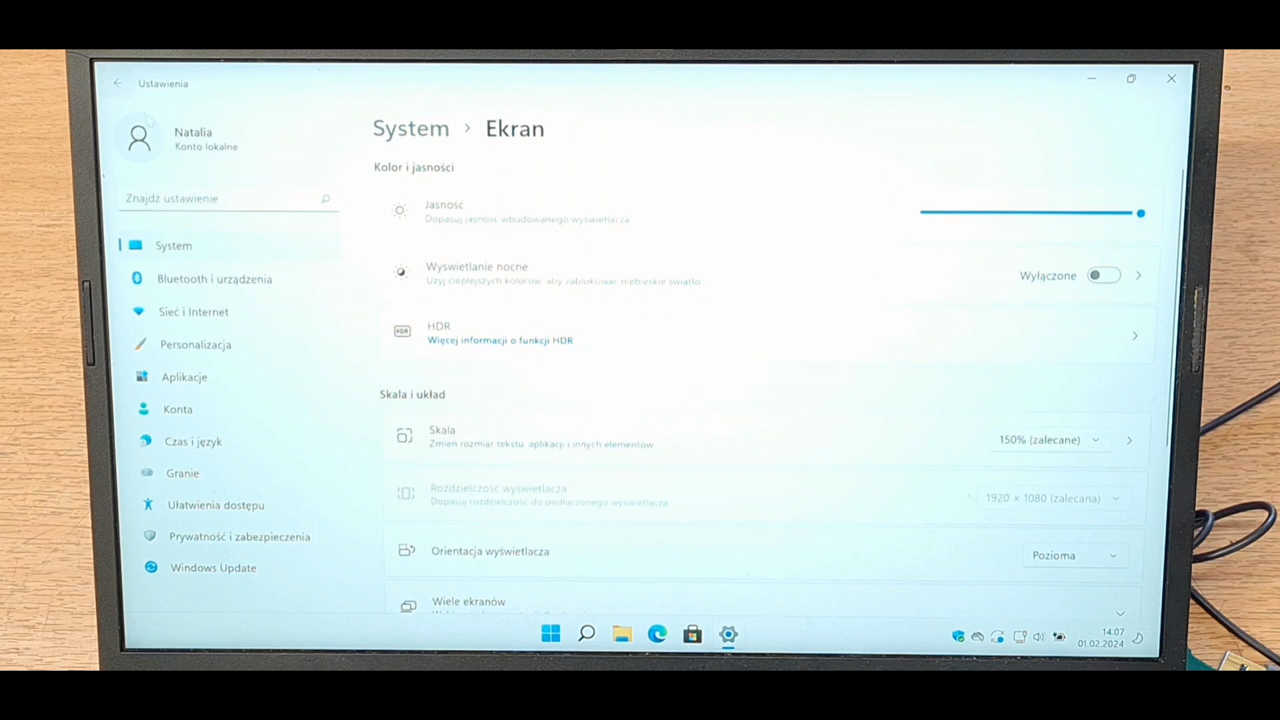 Ustawienia
Natalia
Konto lokalne
Znajdź ustawienie
System
Bluetooth i urządzenia
Sieć i Internet
Personalizacja
Aplikacje
Konta
Czas i język
Granie
Ułatwienia dostępu
Prywatność i zabezpieczenia
Windows Update
System > Ekran
Kolor i jasności
Jasność
Dopasuj jasność wbudowanego wyświetlacza
Wyświetlanie nocne
Użyj cieplejszych kolorów, aby zablokować niebieskie światło
Wyłączone
HDR
HDR
Więcej informacji o funkcji HDR
Skala i układ
Skala
Zmień rozmiar tekstu, aplikacji i innych elementów
150% (zalecane)
Rozdzielczość wyświetlacza
Dopasuj rozdzielczość do podłączonego wyświetlacza
1920 × 1080 (zalecana)
Orientacja wyświetlacza
Pozioma
Wiele ekranów
14:07
01.02.2024